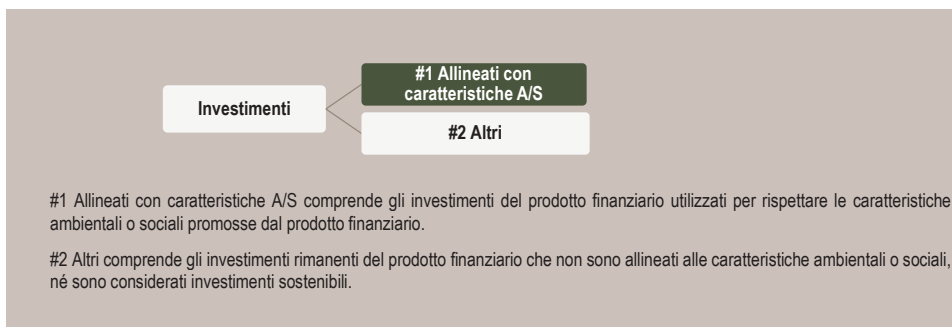 #1 Allineati con
caratteristiche A/S
Investimenti
#2 Altri
#1 Allineati con caratteristiche A/S comprende gli investimenti del prodotto finanziario utilizzati per rispettare le caratteristiche
ambientali o sociali promosse dal prodotto finanziario.
#2 Altri comprende gli investimenti rimanenti del prodotto finanziario che non sono allineati alle caratteristiche ambientali o sociali,
né sono considerati investimenti sostenibili.